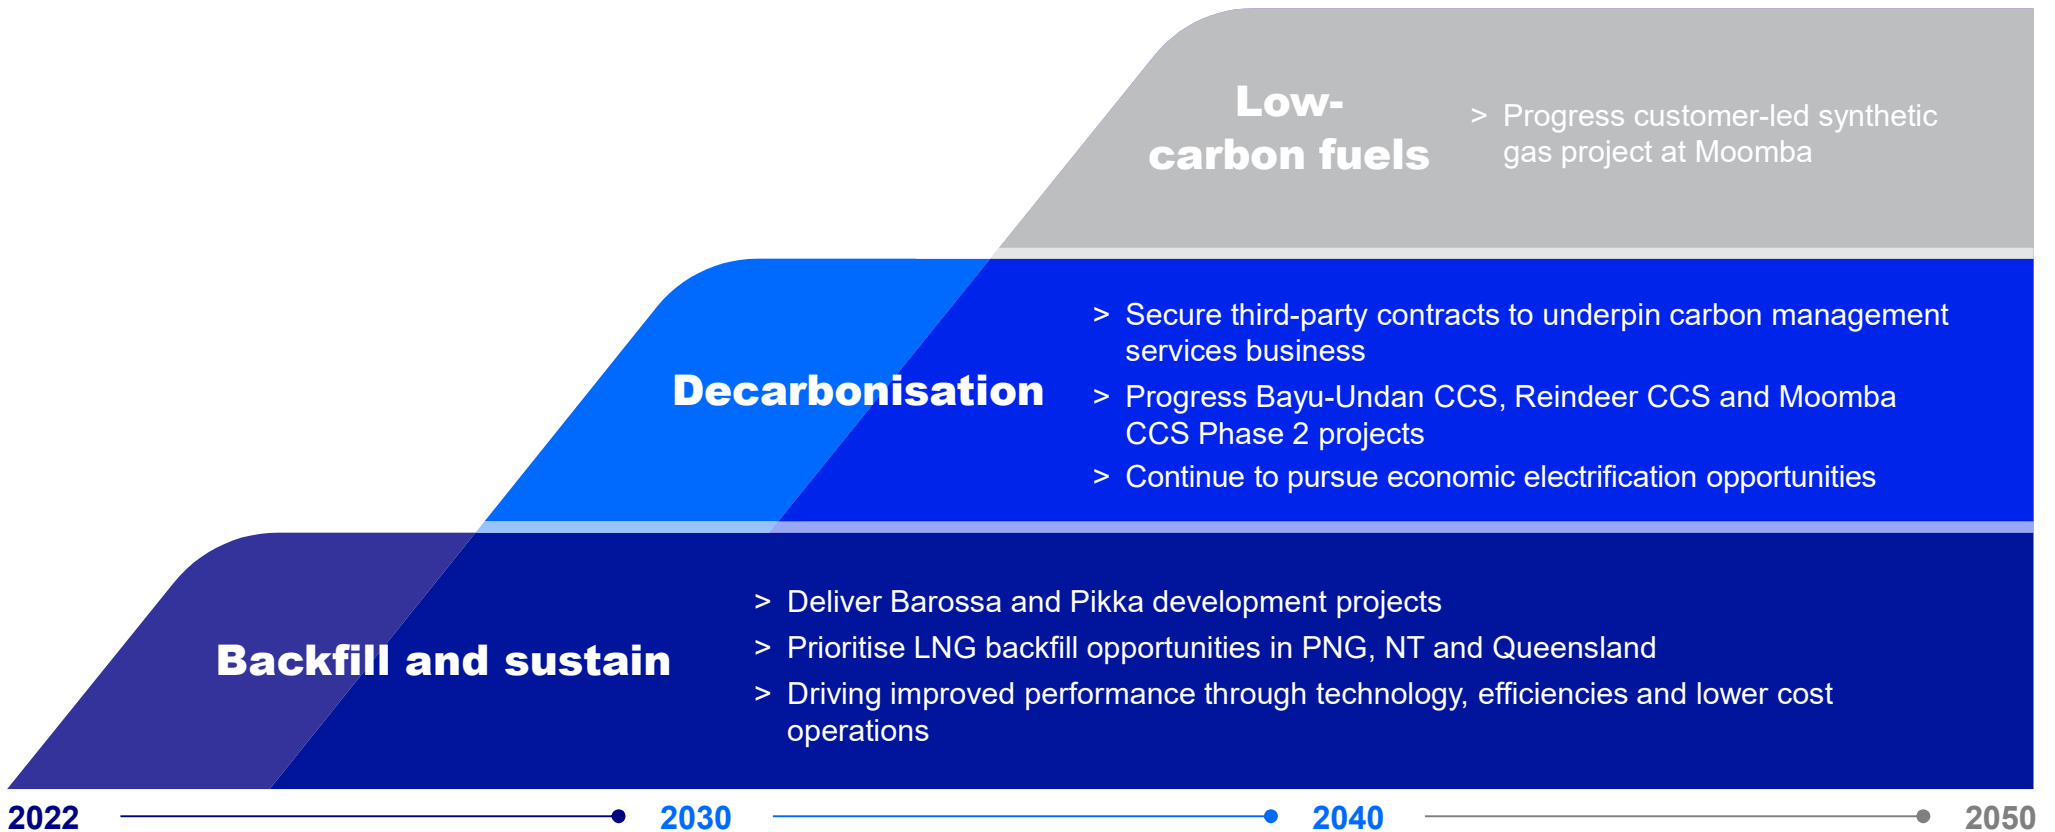 Low-
carbon fuels
> Progress customer-led synthetic
gas project at Moomba
Decarbonisation
> Secure third-party contracts to underpin carbon management
services business
> Progress Bayu-Undan CCS, Reindeer CCS and Moomba
CCS Phase 2 projects
> Continue to pursue economic electrification opportunities
Backfill and sustain
> Deliver Barossa and Pikka development projects
> Prioritise LNG backfill opportunities in PNG, NT and Queensland
> Driving improved performance through technology, efficiencies and lower cost
operations
2022 2030 2040 2050